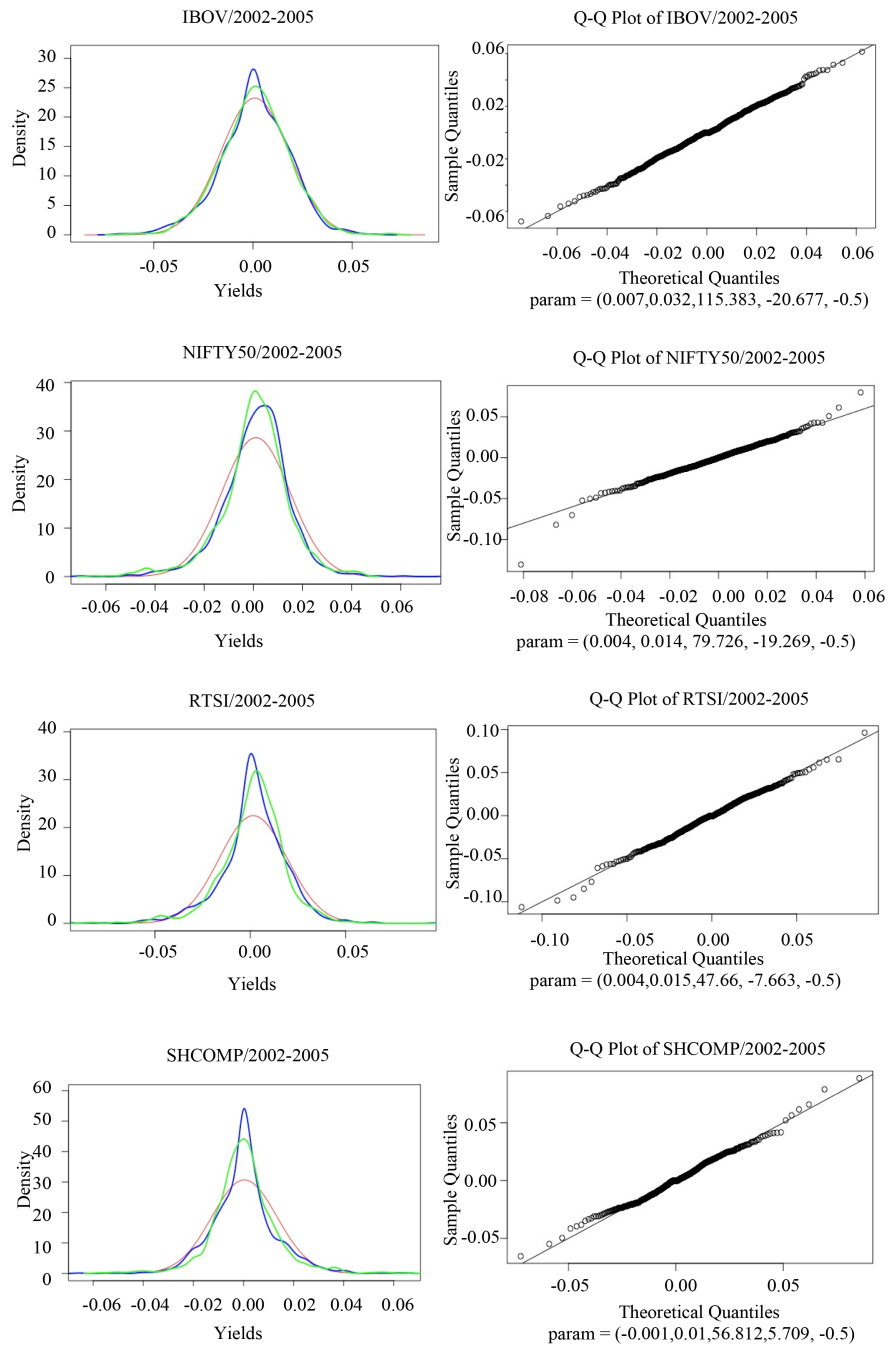 IBOV/2002-2005
Density
30
25
20
15
10
5
0
-0.05 0.00 0.05
Yields
Q-Q Plot of IBOV/2002-2005
Sample Quantiles
0.06
0.02
-0.02
-0.06
-0.06 -0.04 -0.02 0.00 0.02 0.04 0.06
Theoretical Quantiles
param = (0.007,0.032,115.383, -20.677, -0.5)
NIFTY50/2002-2005
Density
40
30
20
10
0
-0.06 -0.04 -0.02 0.00 0.02 0.04 0.06
Yields
Q-Q Plot of NIFTY50/2002-2005
Sample Quantiles
0.05
0.00
-0.05
-0.10
-0.08 -0.06 -0.04 -0.02 0.00 0.02 0.04 0.06
Theoretical Quantiles
param = (0.004, 0.014, 79.726, -19.269, -0.5)
RTSI/2002-2005
Density
40
30
20
10
0
-0.05 0.00 0.05
Yields
Q-Q Plot of RTSI/2002-2005
Sample Quantiles
0.10
0.05
0.00
-0.05
-0.10
-0.10 -0.05 0.00 0.05
Theoretical Quantiles
param = (0.004,0.015,47.66, -7.663, -0.5)
SHCOMP/2002-2005
Density
60
50
40
30
20
10
0
-0.06 -0.04 -0.02 0.00 0.02 0.04 0.06
Yields
Q-Q Plot of SHCOMP/2002-2005
Sample Quantiles
0.05
0.00
-0.05
-0.05 0.00 0.05
Theoretical Quantiles
param = (-0.001,0.01,56.812,5.709, -0.5)